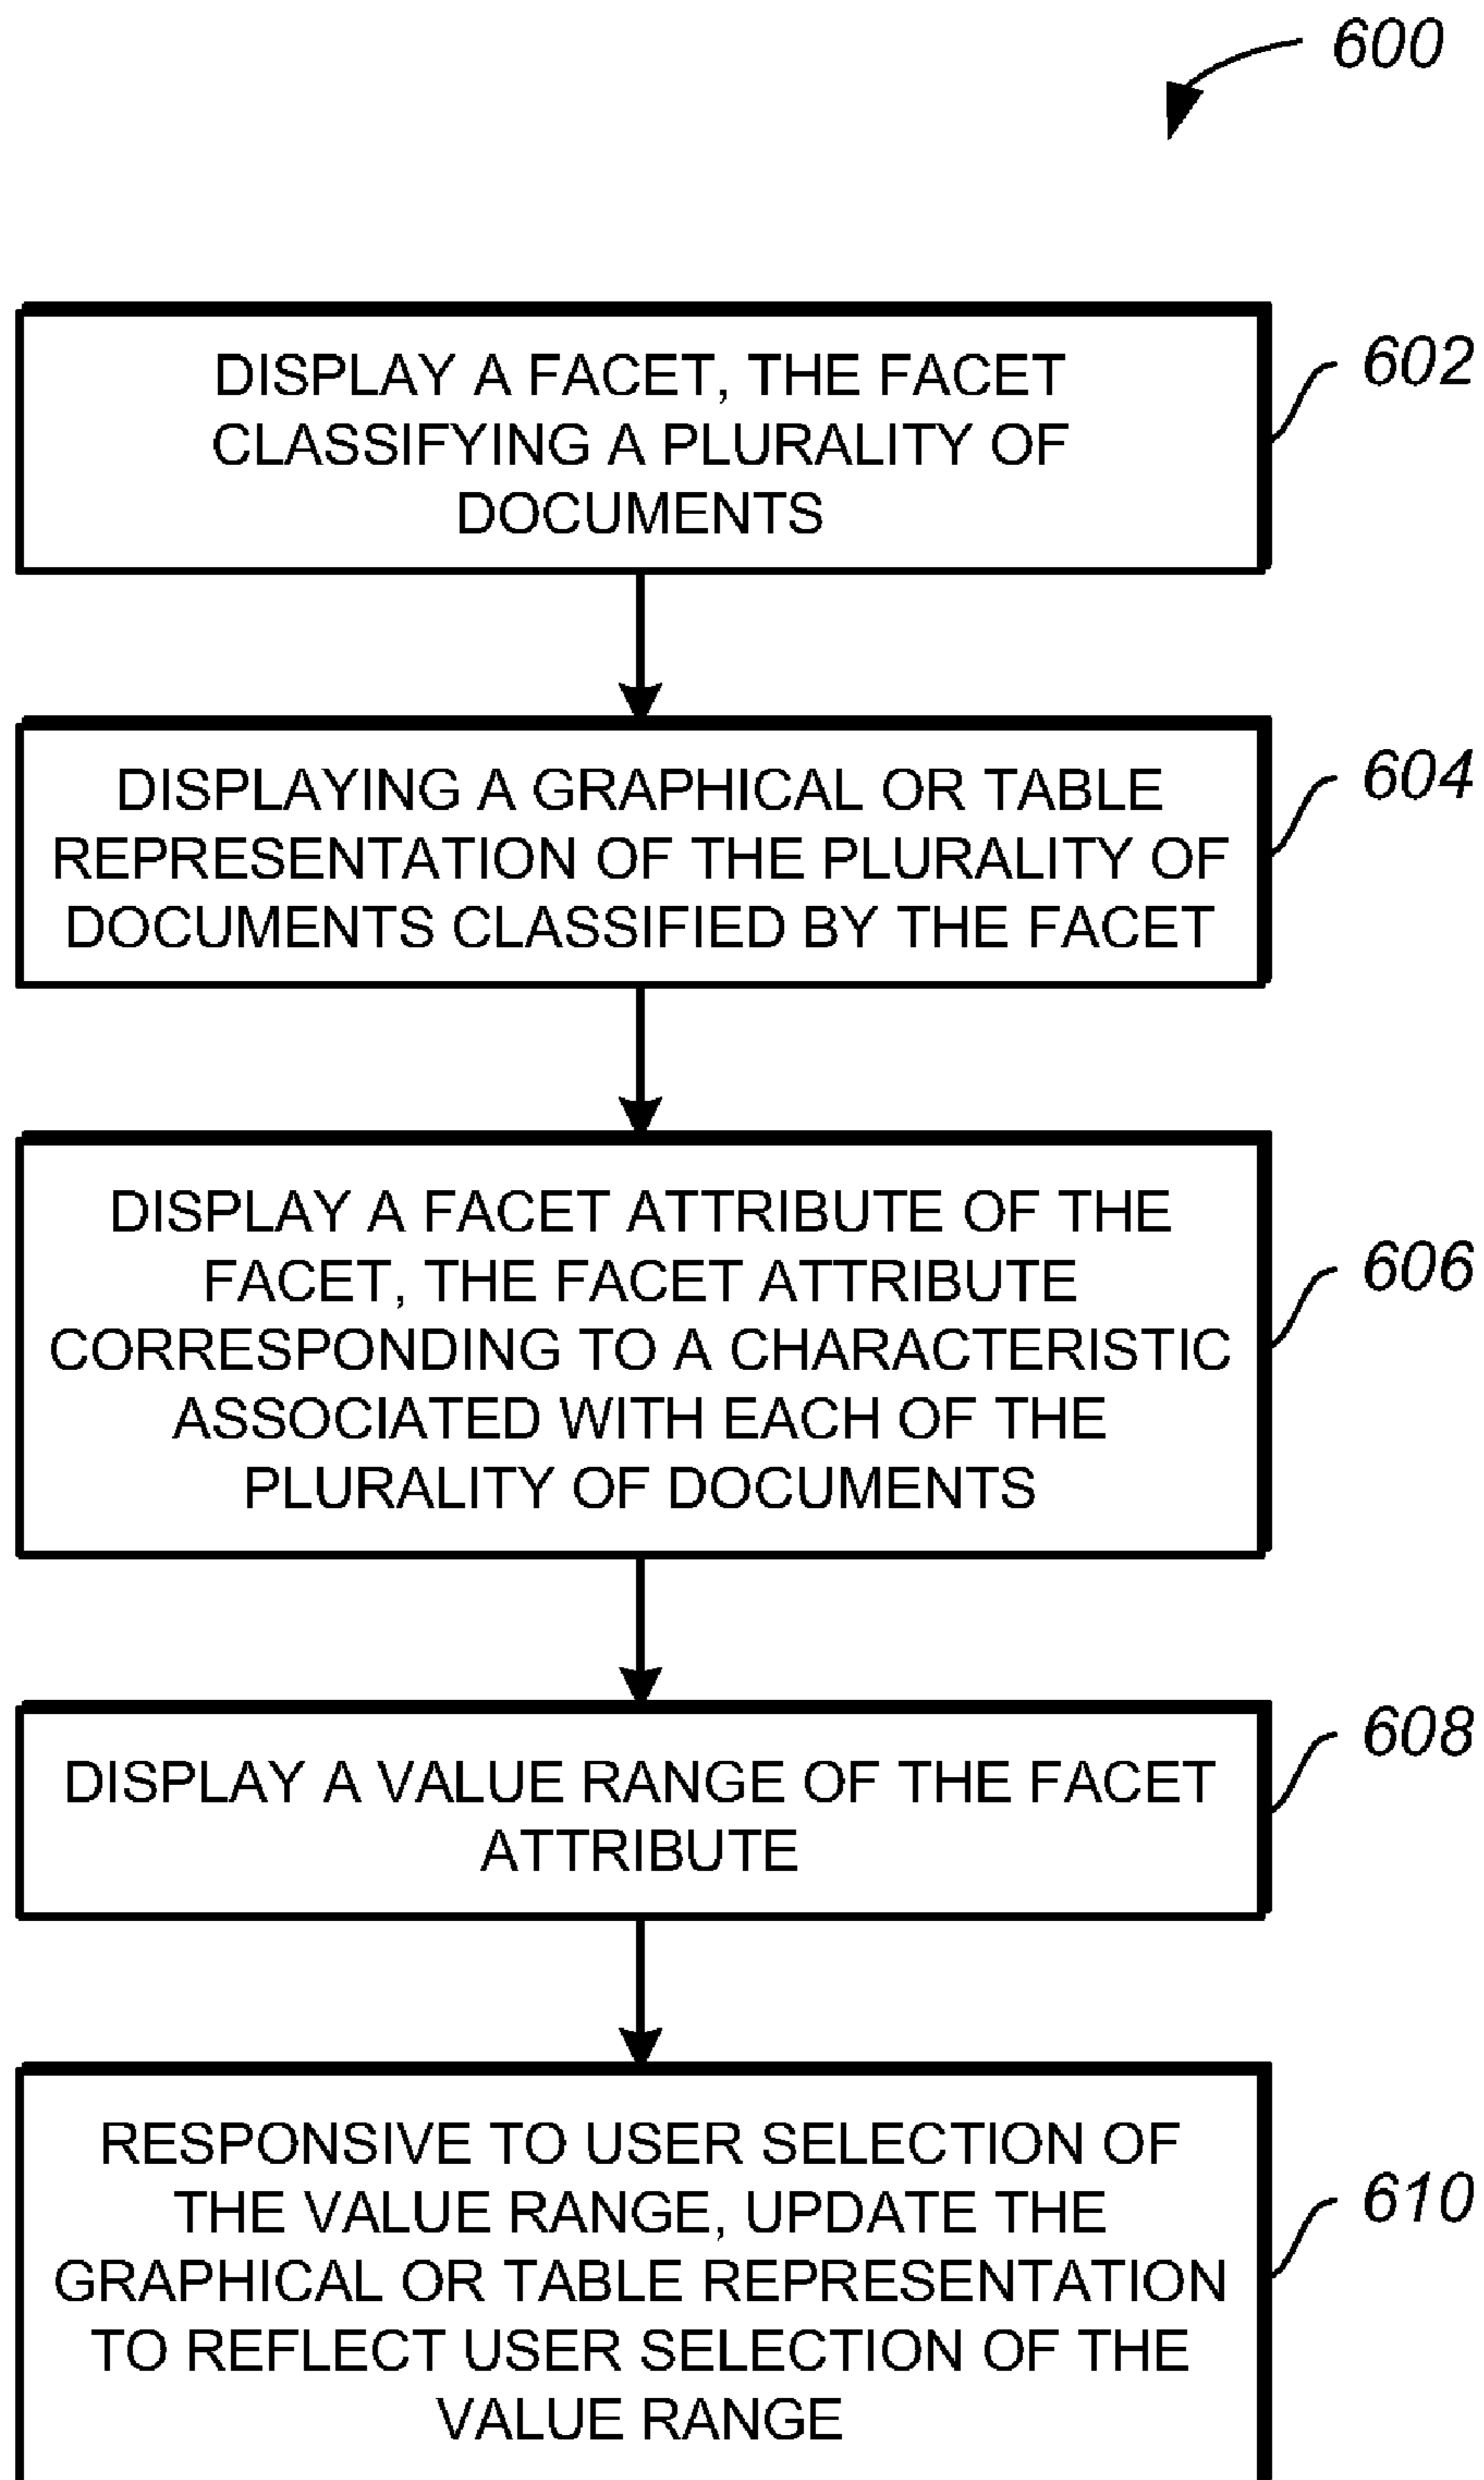 600
DISPLAY A FACET, THE FACET
CLASSIFYING A PLURALITY OF
DOCUMENTS
602
DISPLAYING A GRAPHICAL OR TABLE
REPRESENTATION OF THE PLURALITY OF
DOCUMENTS CLASSIFIED BY THE FACET
604
DISPLAY A FACET ATTRIBUTE OF THE
FACET, THE FACET ATTRIBUTE
CORRESPONDING TO A CHARACTERISTIC
ASSOCIATED WITH EACH OF THE
PLURALITY OF DOCUMENTS
606
DISPLAY A VALUE RANGE OF THE FACET
ATTRIBUTE
608
RESPONSIVE TO USER SELECTION OF
THE VALUE RANGE, UPDATE THE
GRAPHICAL OR TABLE REPRESENTATION
TO REFLECT USER SELECTION OF THE
VALUE RANGE
610